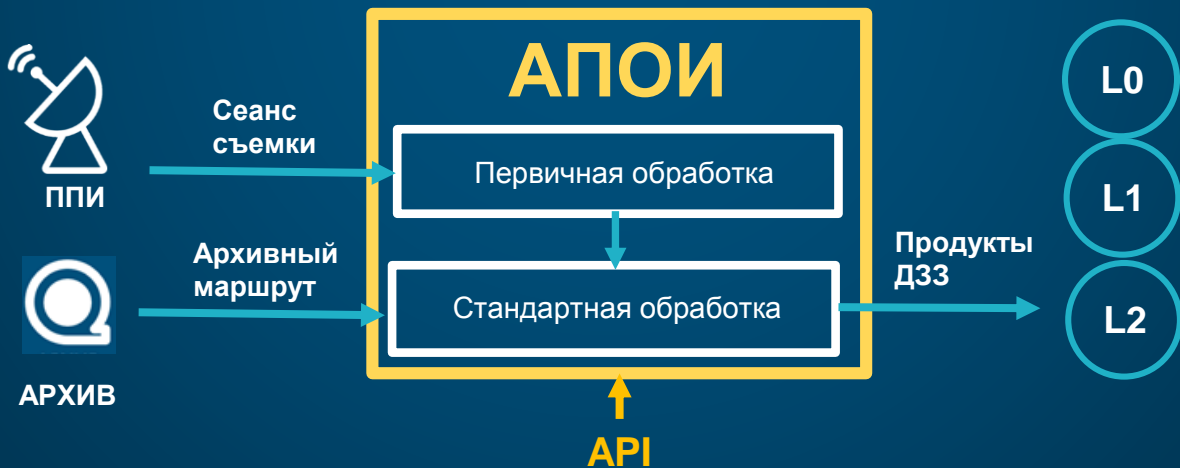 АПОИ
Сеанс
съемки
Первичная обработка
ППИ
Архивный
маршрут
Стандартная обработка
АРХИВ
Продукты
ДЗЗ
L0
L1
L2
API